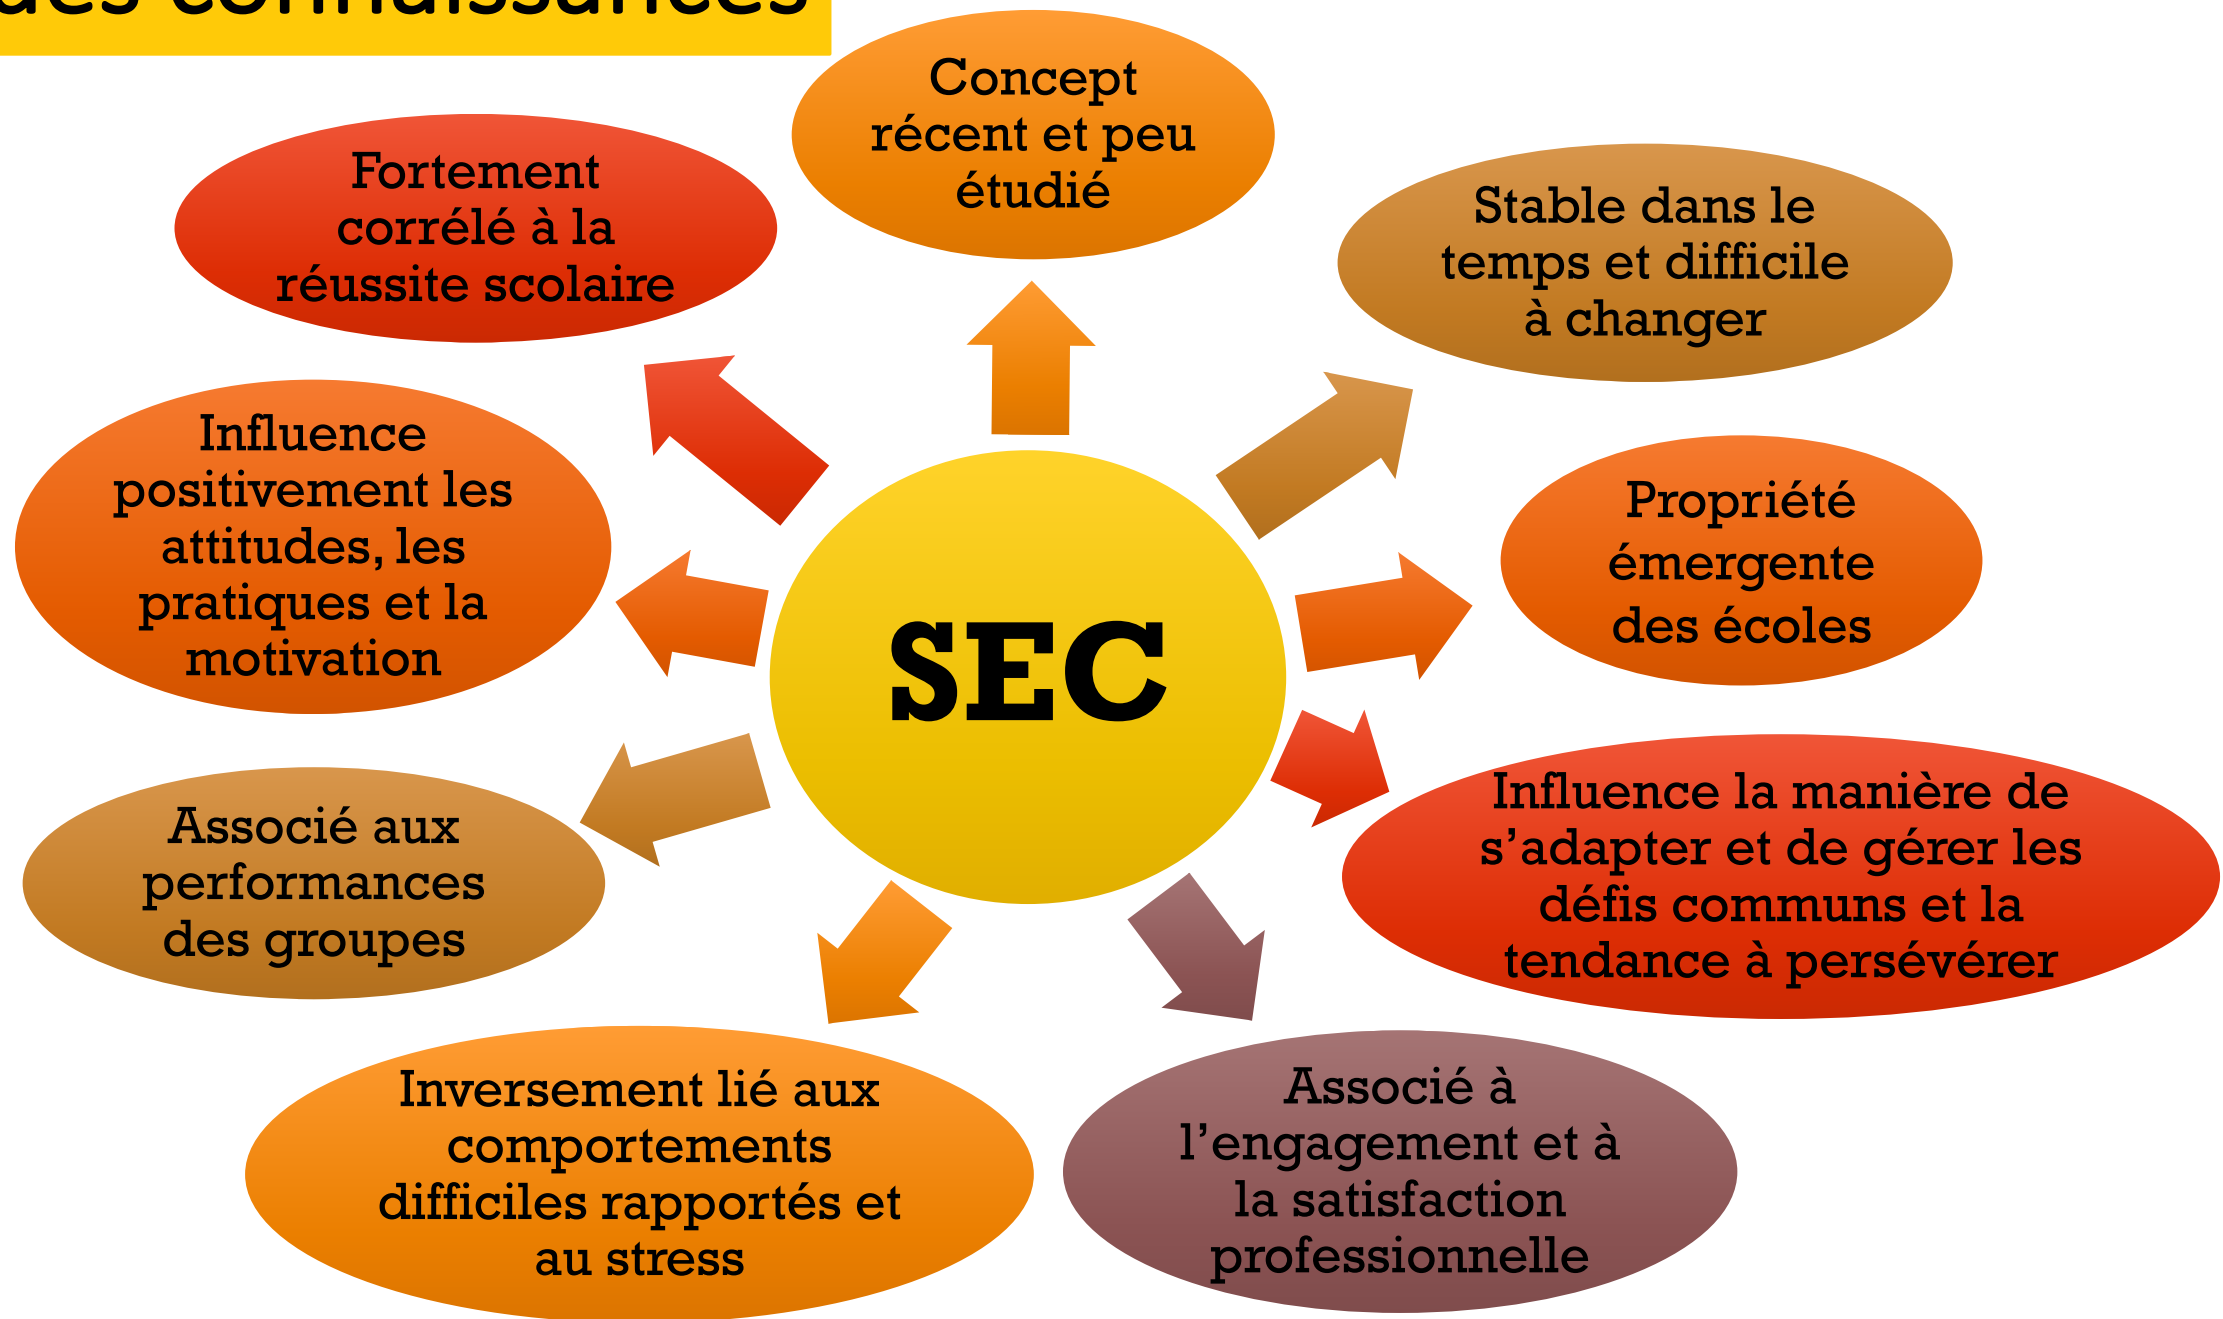 des connaissances
Concept
récent et peu
étudié
Stable dans le
temps et difficile
à changer
Propriété
émergente
des écoles
Influence la manière de
s’adapter et de gérer les
défis communs et la
tendance à persévérer
Associé à
l’engagement et à
la satisfaction
professionnelle
Inversement lié aux
comportements
difficiles rapportés et
au stress
Associé aux
performances
des groupes
Influence
positivement les
attitudes, les
pratiques et la
motivation
Fortement
corrélé à la
réussite scolaire
SEC